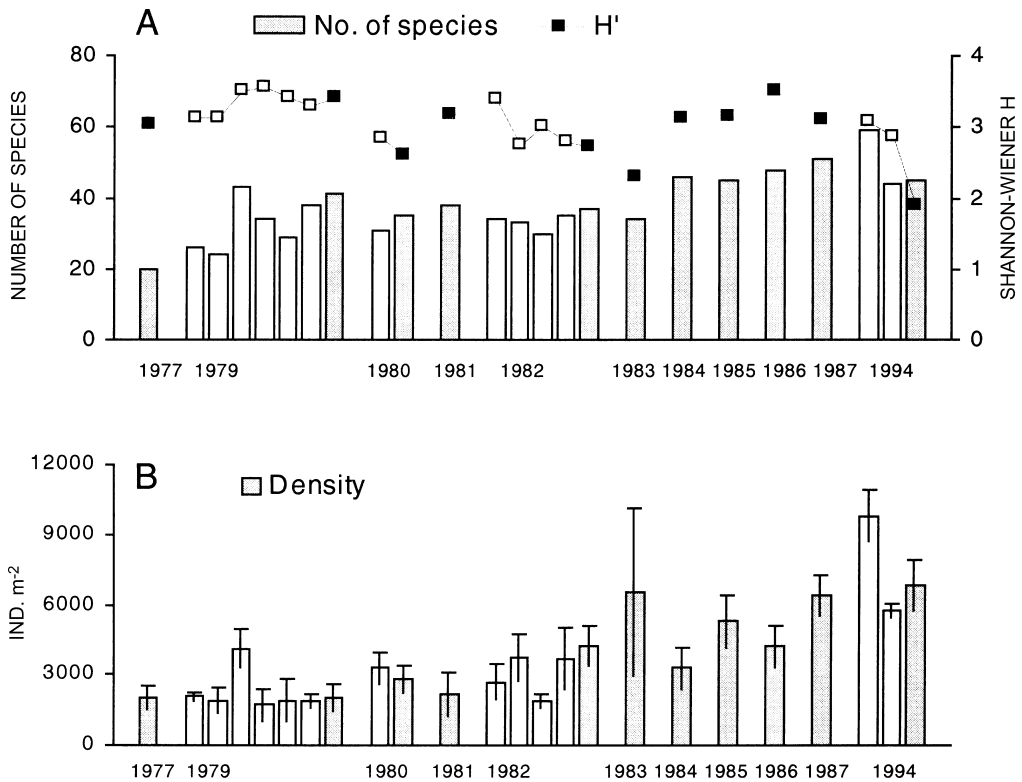 A No. of species H'
80 4
60 3
40 2
20 1
0 0
NUMBER OF SPECIES
SHANNON-WIENER H
1977 1979 1980 1981 1982 1983 1984 1985 1986 1987 1994
12000 B Density
9000
6000
3000
0
IND. m-2
1977 1979 1980 1981 1982 1983 1984 1985 1986 1987 1994